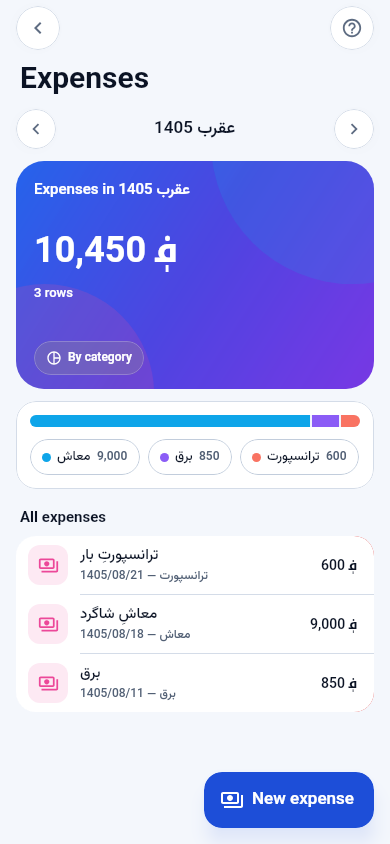 Expenses
عقرب 1405
Expenses in 1405 عقرب
10,450 ؋
3 rows
By category
معاش 9,000
برق 850
ترانسپورت 600
All expenses
ترانسپورتِ بار
1405/08/21 — ترانسپورت
600 ؋
معاشِ شاگرد
1405/08/18 — معاش
9,000 ؋
برق
1405/08/11 — برق
850 ؋
New expense